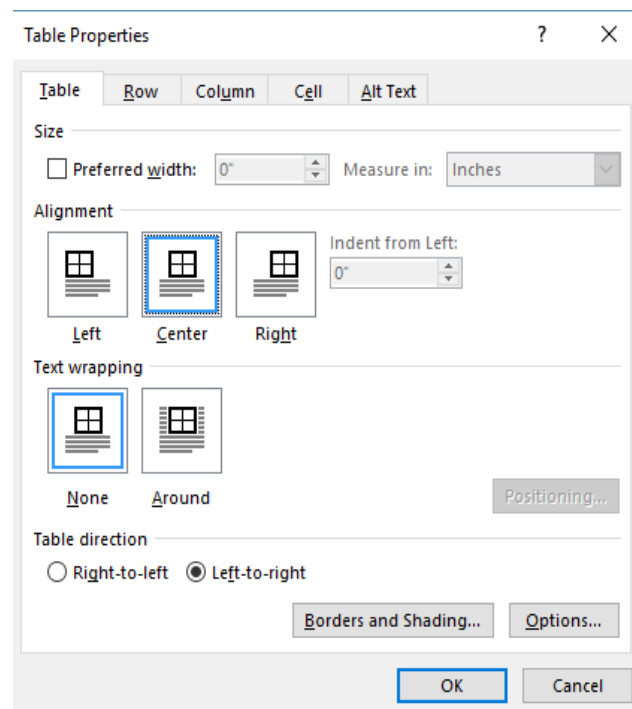 Table Properties ?
Table Row Column Cell Alt Text
Size
Preferred width: 0" Measure in: Inches
Alignment
Indent from Left:
0"
Left Center Right
Text wrapping
None Around
Positioning...
Table direction
Right-to-left Left-to-right
Borders and Shading... Options...
OK Cancel